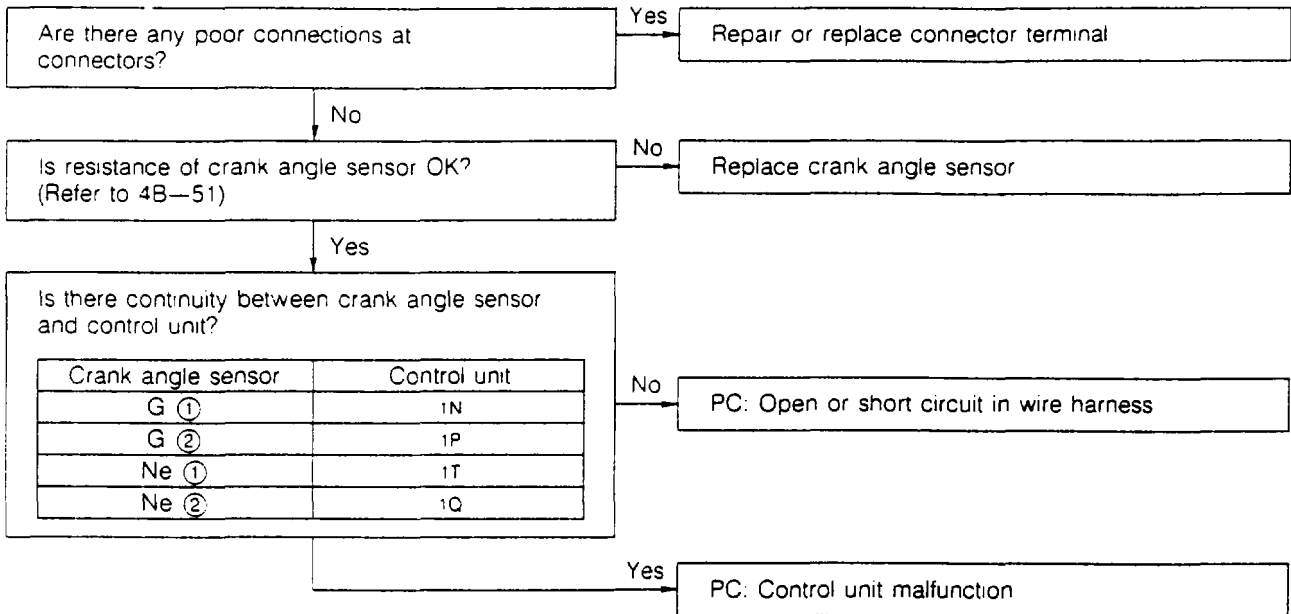 Are there any poor connections at
connectors?
Yes
Repair or replace connector terminal
No
Is resistance of crank angle sensor OK?
(Refer to 4B—51)
No
Replace crank angle sensor
Yes
Is there continuity between crank angle sensor
and control unit?
Crank angle sensor Control unit
G ① 1N
G ② 1P
Ne ① 1T
Ne ② 1Q
No
PC: Open or short circuit in wire harness
Yes
PC: Control unit malfunction